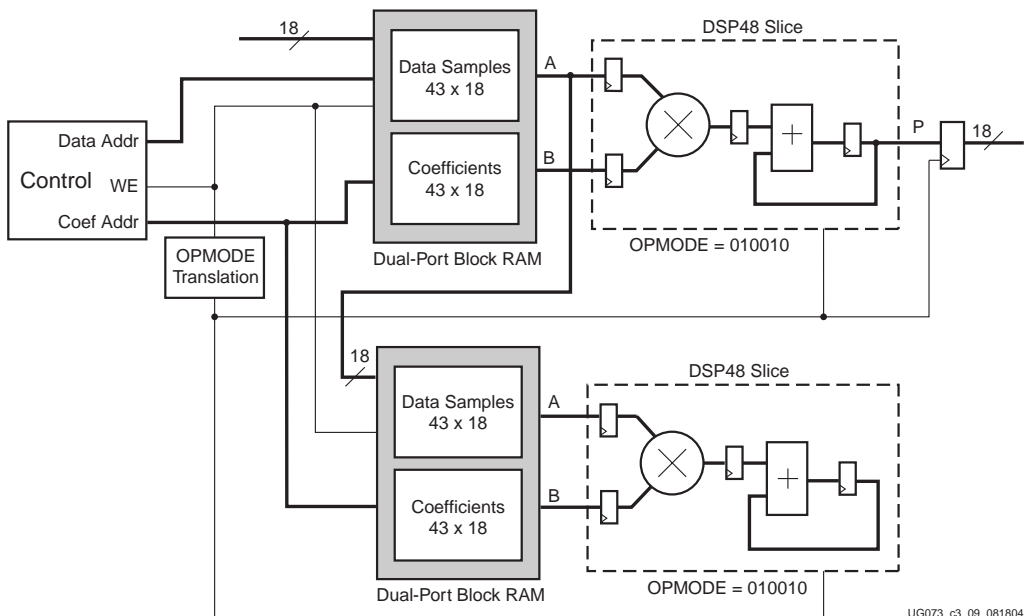 DSP48 Slice
18
Data Samples
43 x 18
A
P
18
Data Addr
Control
WE
Coef Addr
Coefficients
43 x 18
B
OPMODE
Translation
Dual-Port Block RAM
OPMODE = 010010
18
DSP48 Slice
Data Samples
43 x 18
A
Coefficients
43 x 18
B
OPMODE = 010010
Dual-Port Block RAM
UG073_c3_09_081804